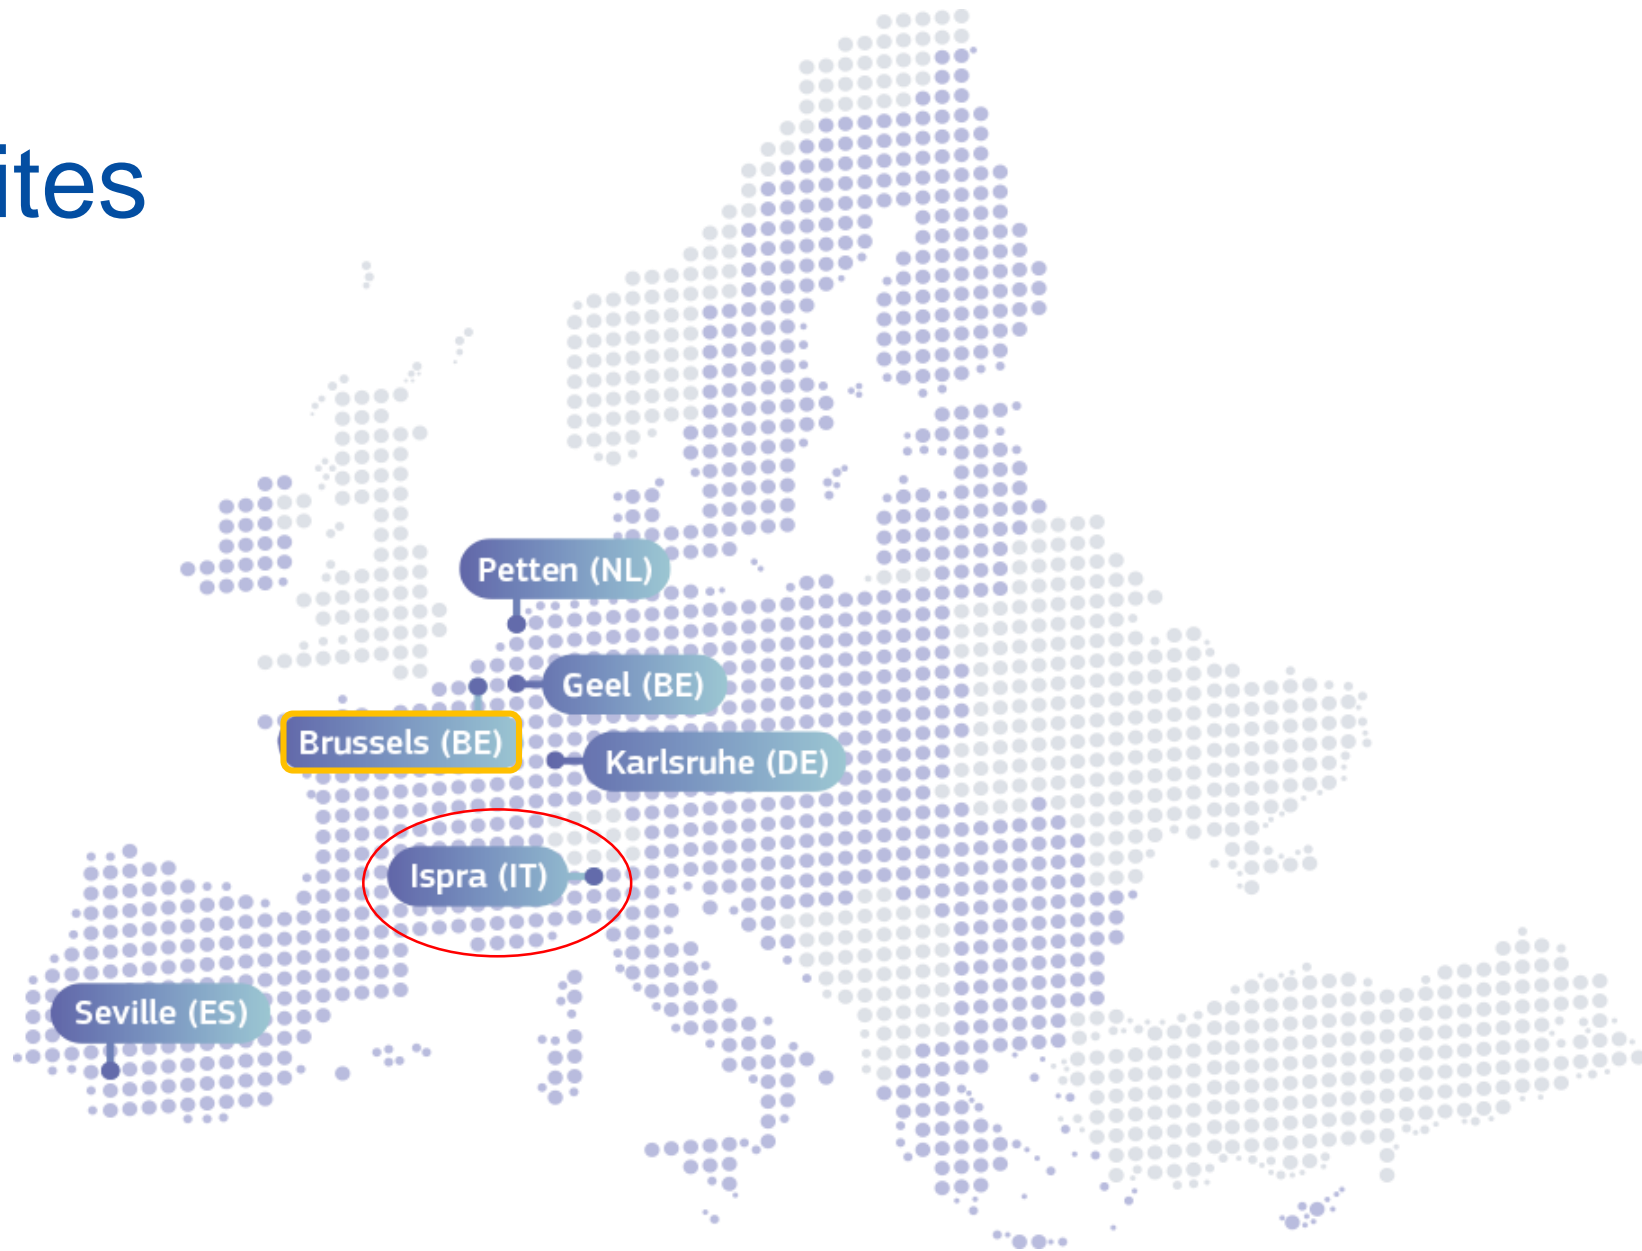 ites
Petten (NL)
Geel (BE)
Brussels (BE)
Karlsruhe (DE)
Ispra (IT)
Seville (ES)